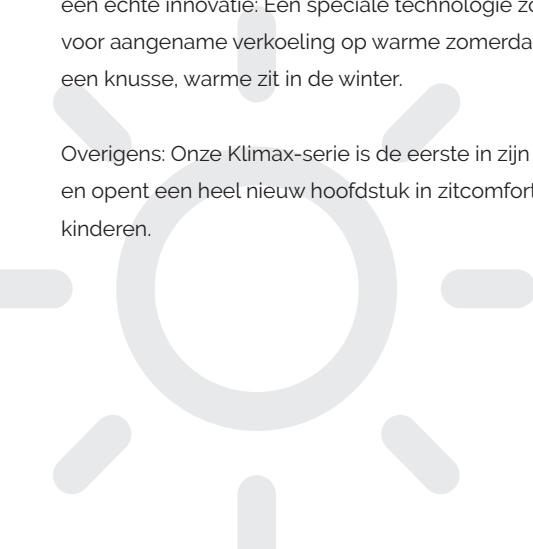 een echte innovatie: Een speciale technologie
voor aangename verkoeling op warme
een knusse, warme zit in de winter.
Overigens: Onze Klimax-serie is de eerste in zijn
en opent een heel nieuw hoofdstuk in zitcomfort
kinderen.